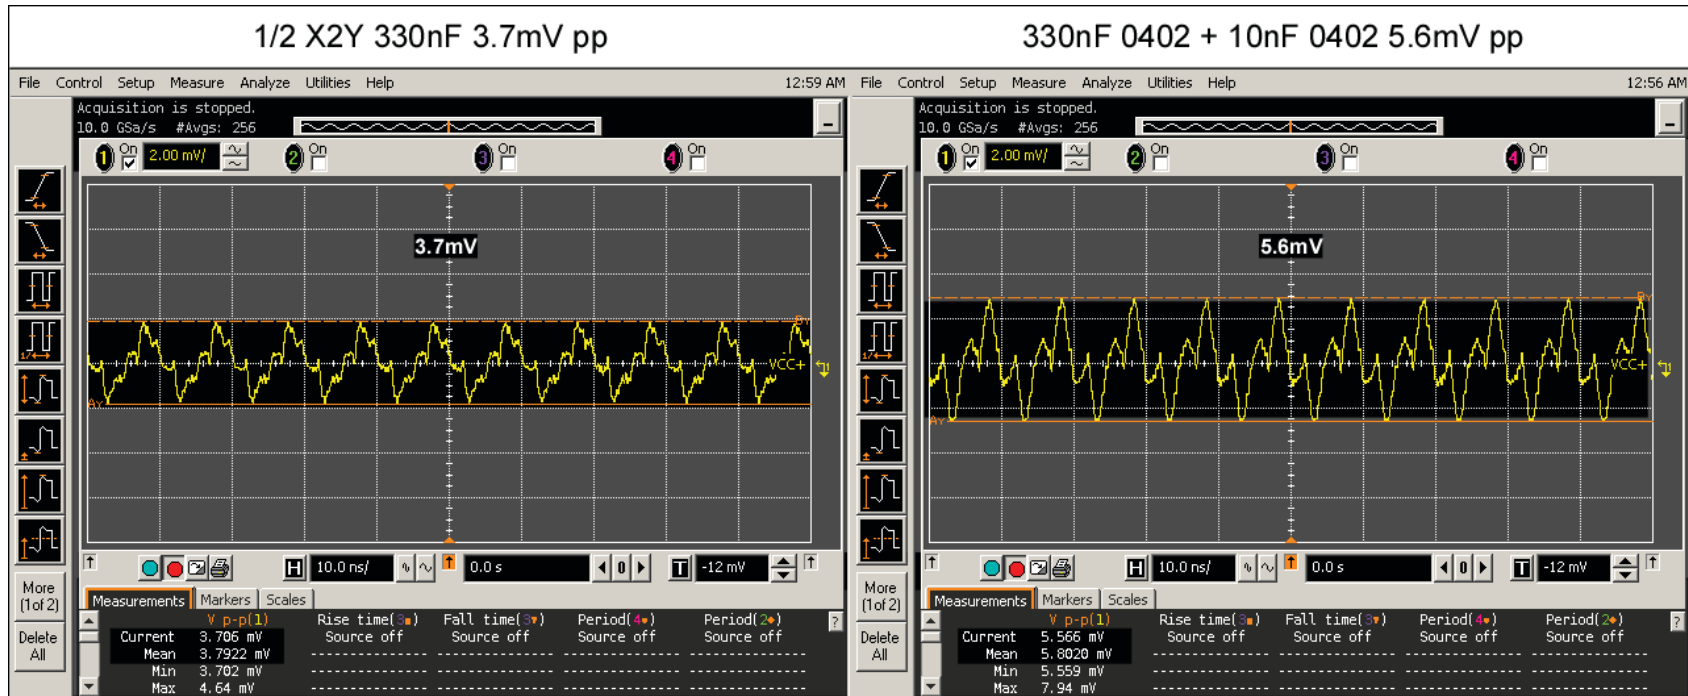 1/2 X2Y 330nF 3.7mV pp
File Control Setup Measure Analyze Utilities Help 12:59 AM
Acquisition is stopped.
10.0 GSa/s #Avgs: 256
1 On 2.00 mV/ 2 On 3 On 4 On
3.7mV
By
VCC+
Ay
More
(1of 2)
Delete
All
H 10.0 ns/ 0.0 s 0 T -12 mV
Measurements Markers Scales
V p-p(1) Rise time(3) Fall time(3) Period(4) Period(2) ?
Current 3.706 mV Source off Source off Source off Source off
Mean 3.7922 mV
Min 3.702 mV
Max 4.64 mV
330nF 0402 + 10nF 0402 5.6mV pp
File Control Setup Measure Analyze Utilities Help 12:56 AM
Acquisition is stopped.
10.0 GSa/s #Avgs: 256
1 On 2.00 mV/ 2 On 3 On 4 On
5.6mV
By
VCC+
Ay
More
(1of 2)
Delete
All
H 10.0 ns/ 0.0 s 0 T -12 mV
Measurements Markers Scales
V p-p(1) Rise time(3) Fall time(3) Period(4) Period(2) ?
Current 5.566 mV Source off Source off Source off Source off
Mean 5.8020 mV
Min 5.559 mV
Max 7.94 mV